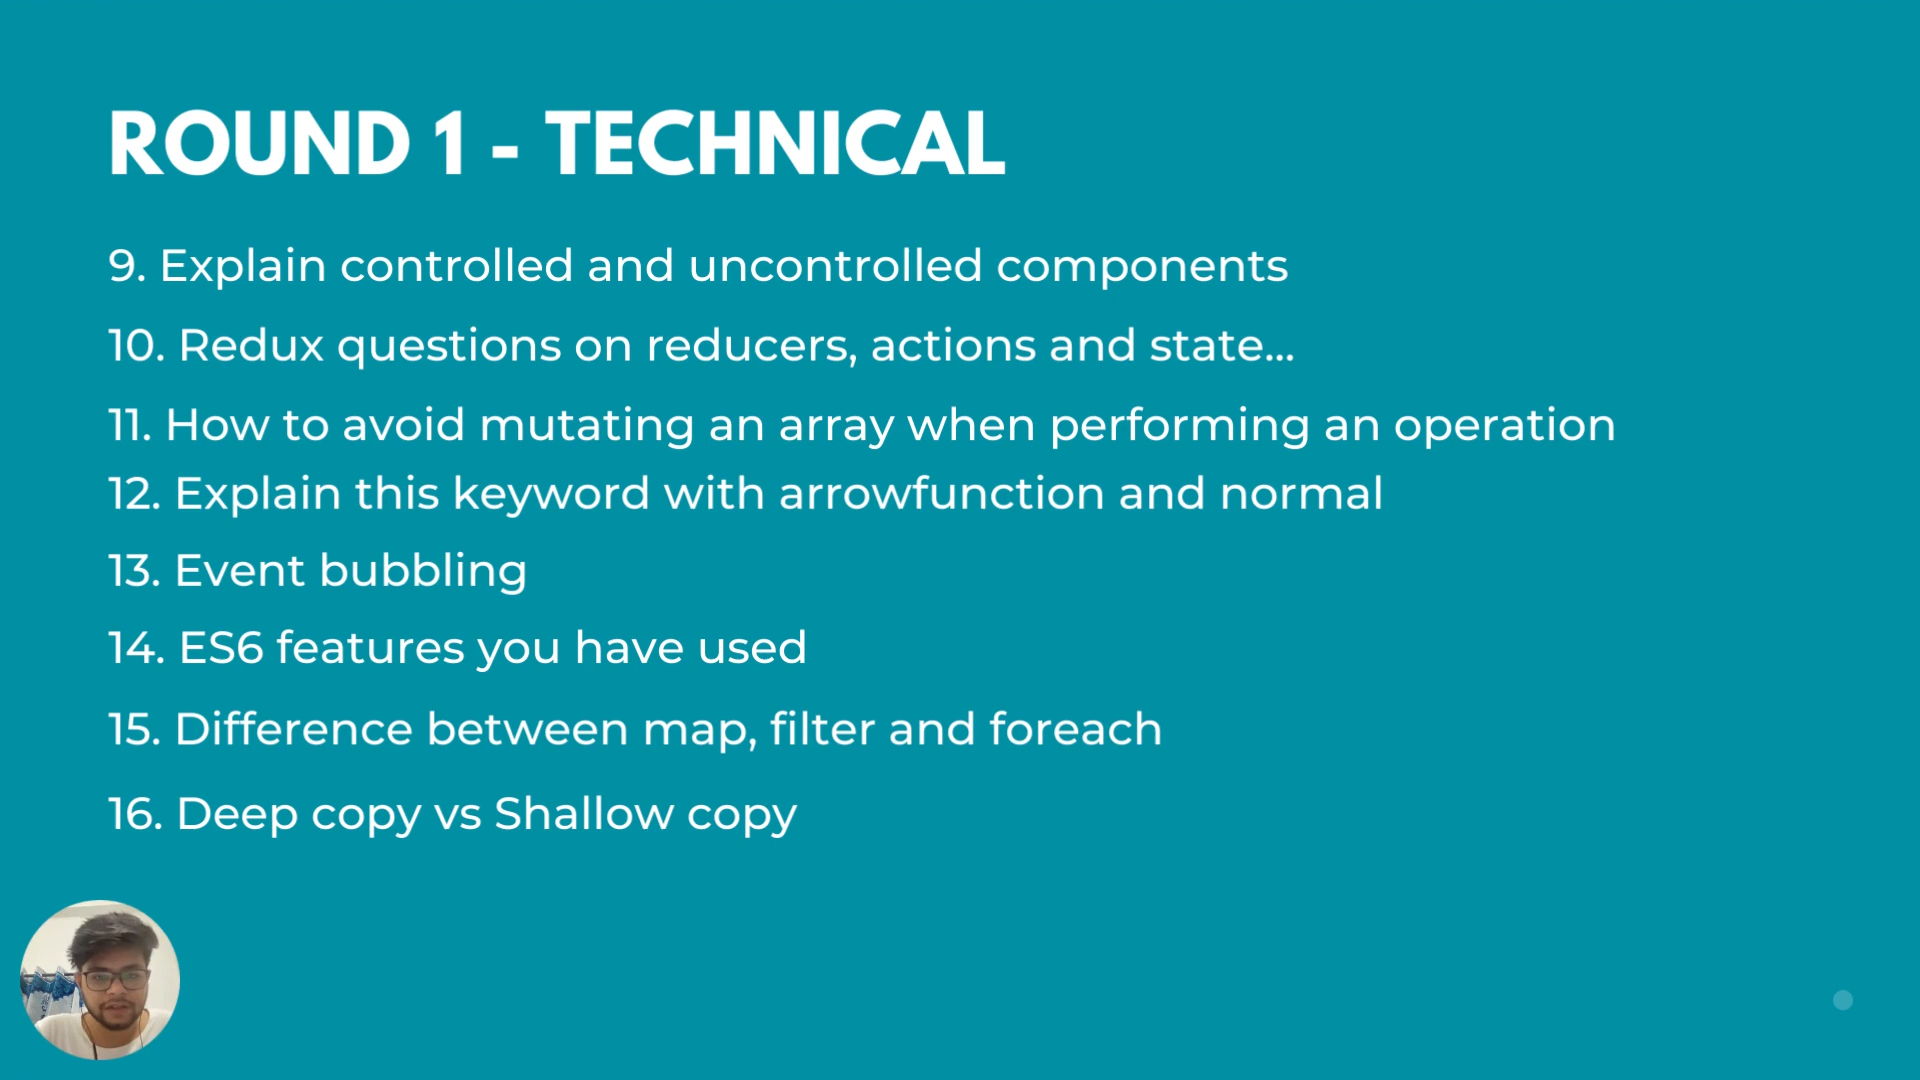 ROUND 1 - TECHNICAL
9. Explain controlled and uncontrolled components
10. Redux questions on reducers, actions and state...
11. How to avoid mutating an array when performing an operation
12. Explain this keyword with arrowfunction and normal
13. Event bubbling
14. ES6 features you have used
15. Difference between map, filter and foreach
16. Deep copy vs Shallow copy